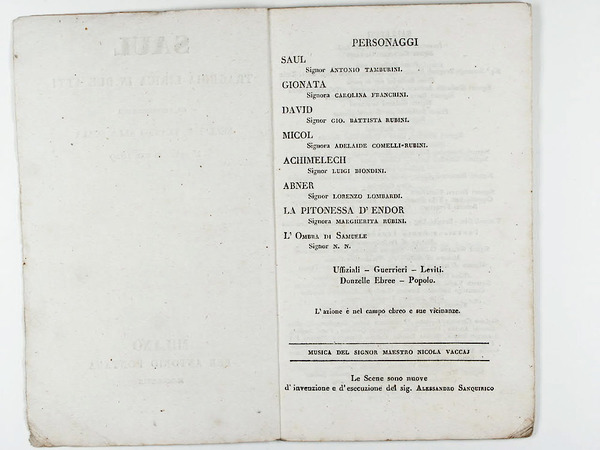 PERSONAGGI
SAUL
Signor ANTONIO TAMBURINI.
GIONATA
Signora CAROLINA FRANCHINI.
DAVID
Signor GIO. BATTISTA RUBINI.
MICOL
Signora ADELAIDE COMELLI-RUBINI.
ACHIMELECH
Signor LUIGI BIONDINI.
ABNER
Signor LORENZO LOMBARDI.
LA PITONESSA D' ENDOR
Signora MARGHERITA RUBINI.
L' OMBRA DI SAMUELE
Signor N. N.
Uffiziali - Guerrieri - Leviti.
Donzelle Ebree - Popolo.
L' azione è nel campo ebreo e sue vicinanze.
MUSICA DEL SIGNOR MAESTRO NICOLA VACCAJ
Le Scene sono nuove
d' invenzione e d'esecuzione del sig. ALESSANDRO SANQUIRICO